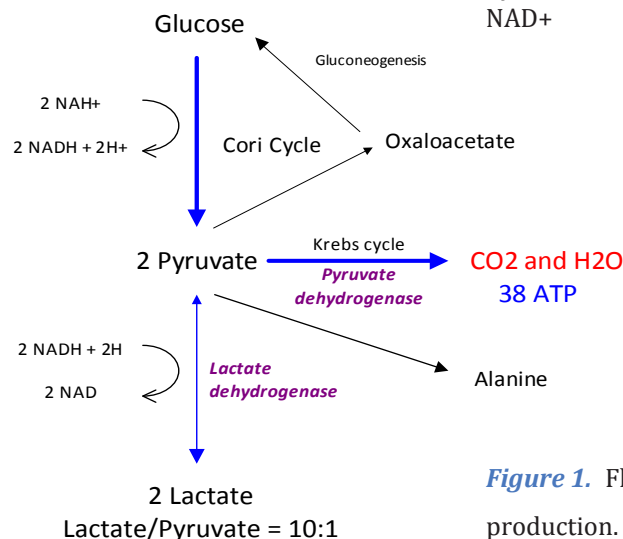 NAD+
Glucose
Gluconeogenesis
2 NAH+
2 NADH + 2H+
Cori Cycle
Oxaloacetate
2 Pyruvate
Krebs cycle
Pyruvate
dehydrogenase
CO2 and H2O
38 ATP
2 NADH + 2H
2 NAD
Lactate
dehydrogenase
Alanine
2 Lactate
Lactate/Pyruvate = 10:1
Figure 1.
production.